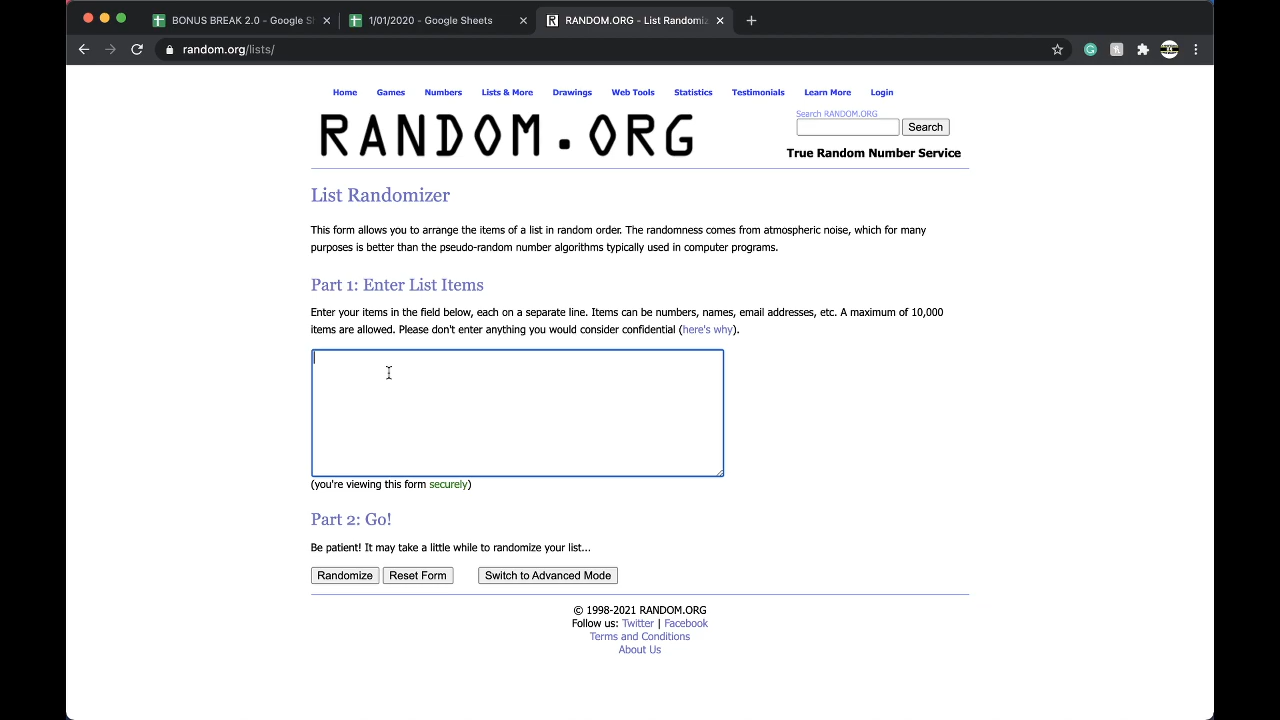 BONUS BREAK 2.0 - Google S
1/01/2020 - Google Sheets
RANDOM.ORG - List Randomiz
random.org/lists/
Home Games Numbers Lists & More Drawings Web Tools Statistics Testimonials Learn More Login
RANDOM.ORG
Search RANDOM.ORG
Search
True Random Number Service
List Randomizer
This form allows you to arrange the items of a list in random order. The randomness comes from atmospheric noise, which for many
purposes is better than the pseudo-random number algorithms typically used in computer programs.
Part 1: Enter List Items
Enter your items in the field below, each on a separate line. Items can be numbers, names, email addresses, etc. A maximum of 10,000
items are allowed. Please don't enter anything you would consider confidential (here's why).
(you're viewing this form securely)
Part 2: Go!
Be patient! It may take a little while to randomize your list...
Randomize Reset Form Switch to Advanced Mode
© 1998-2021 RANDOM.ORG
Follow us: Twitter | Facebook
Terms and Conditions
About Us